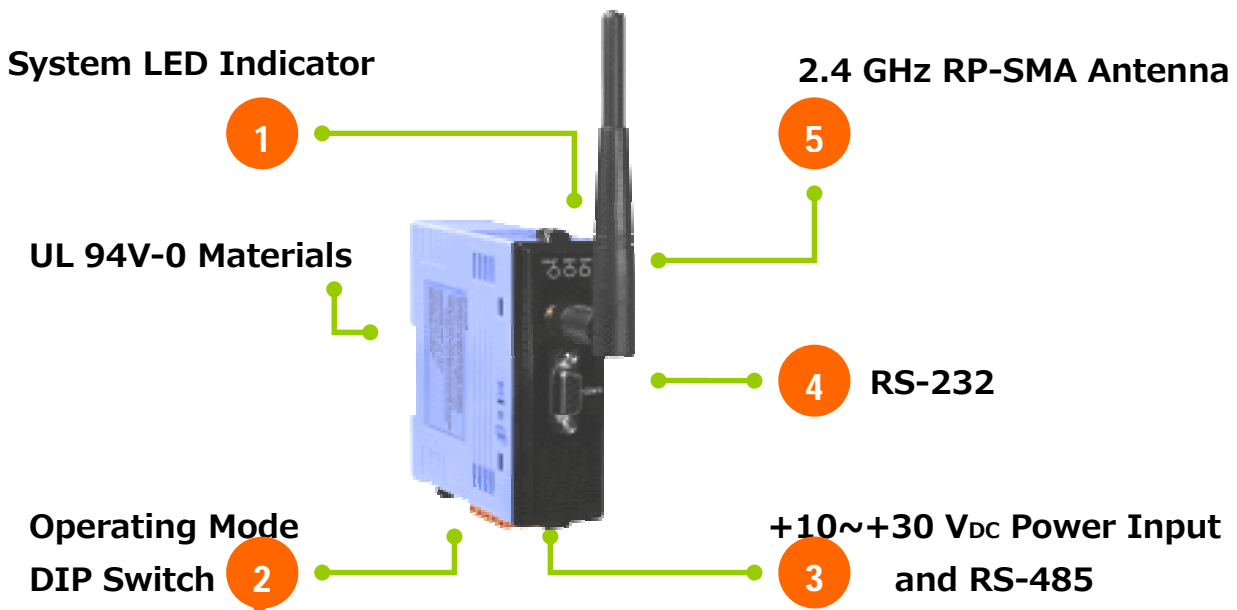 System LED Indicator
2.4 GHz RP-SMA Antenna
1
5
UL 94V-0 Materials
4
RS-232
Operating Mode
DIP Switch
2
+10~+30 VDC Power Input
3
and RS-485